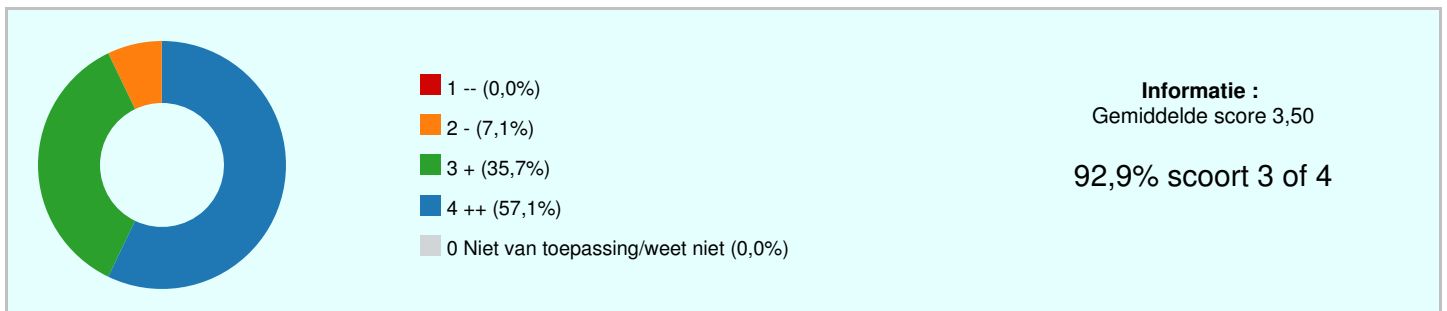 1 -- (0,0%)
2 - (7,1%)
3 + (35,7%)
4 ++ (57,1%)
0 Niet van toepassing/weet niet (0,0%)
Informatie :
Gemiddelde score 3,50
92,9% scoort 3 of 4